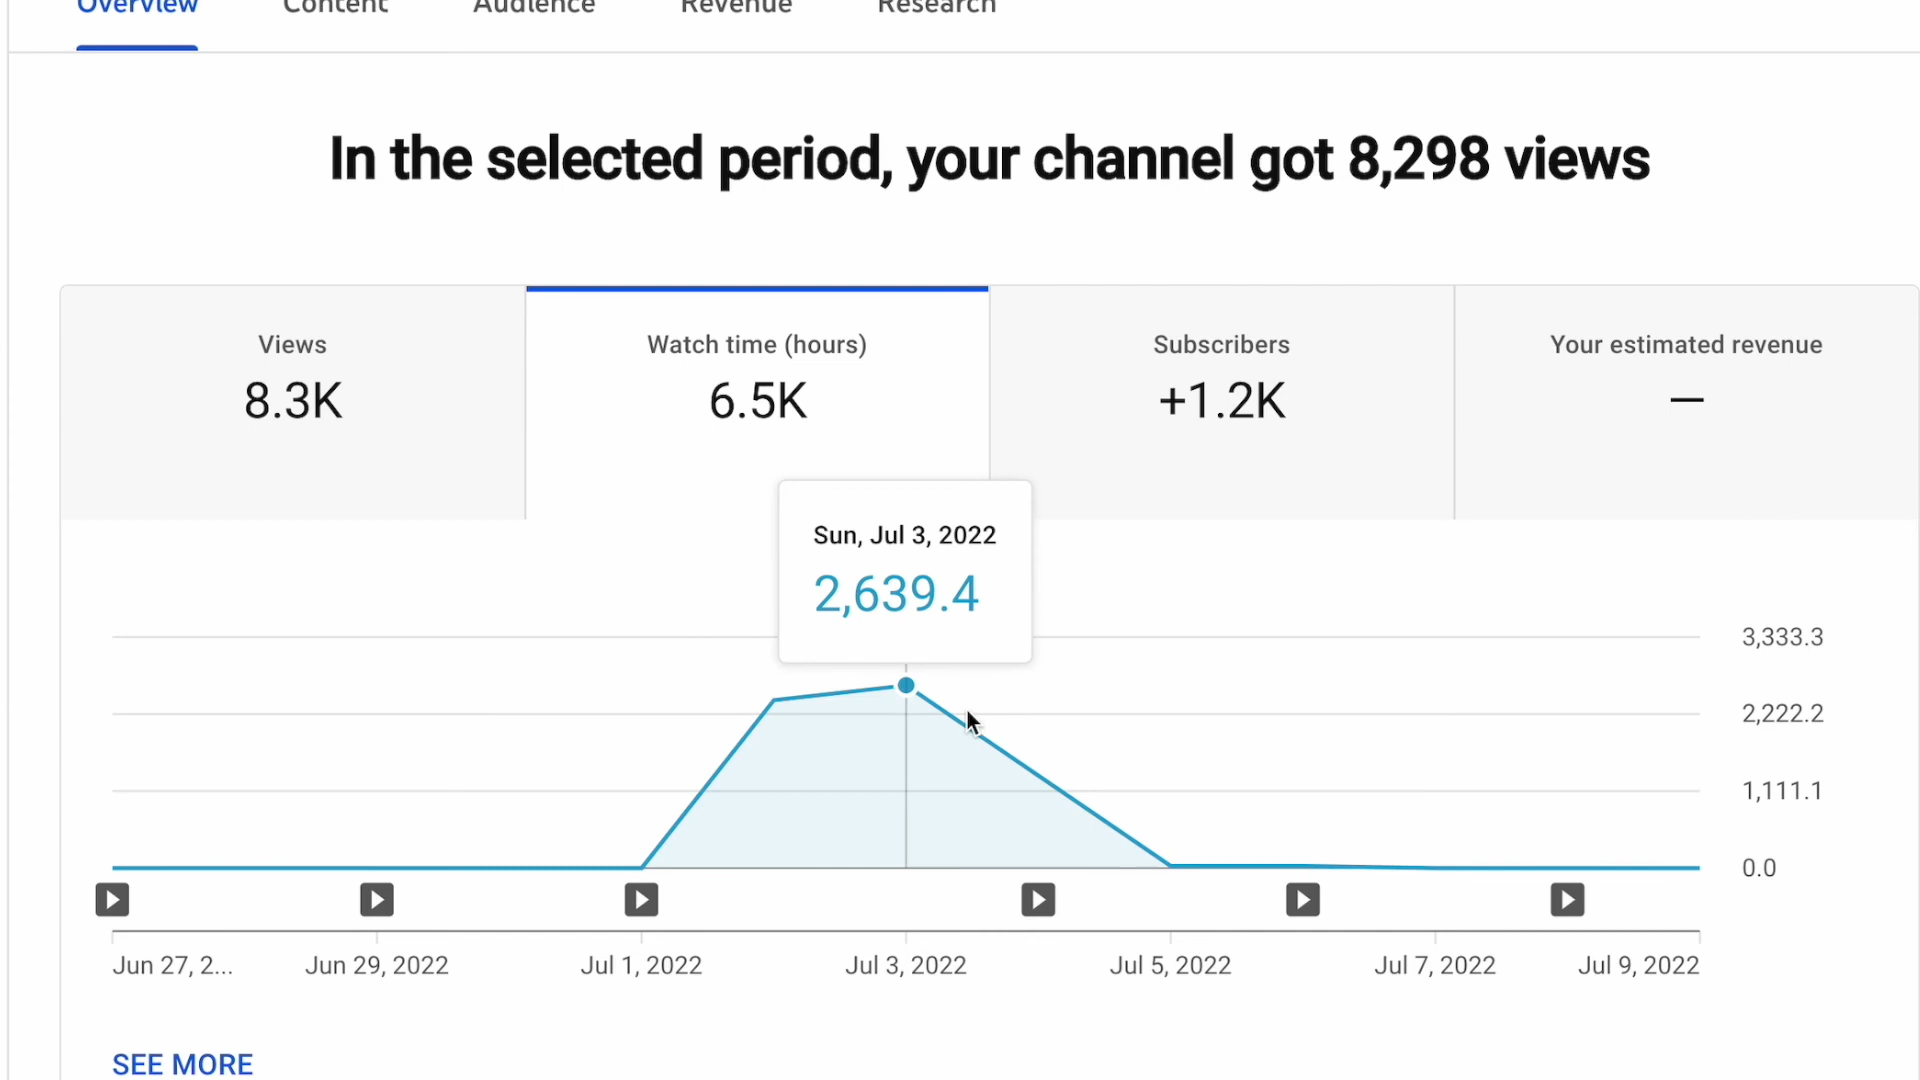 Overview Content Audience Revenue Research
In the selected period, your channel got 8,298 views
Views Watch time (hours) Subscribers Your estimated revenue
8.3K 6.5K +1.2K —
Sun, Jul 3, 2022
2,639.4
3,333.3
2,222.2
1,111.1
0.0
Jun 27, 2... Jun 29, 2022 Jul 1, 2022 Jul 3, 2022 Jul 5, 2022 Jul 7, 2022 Jul 9, 2022
SEE MORE